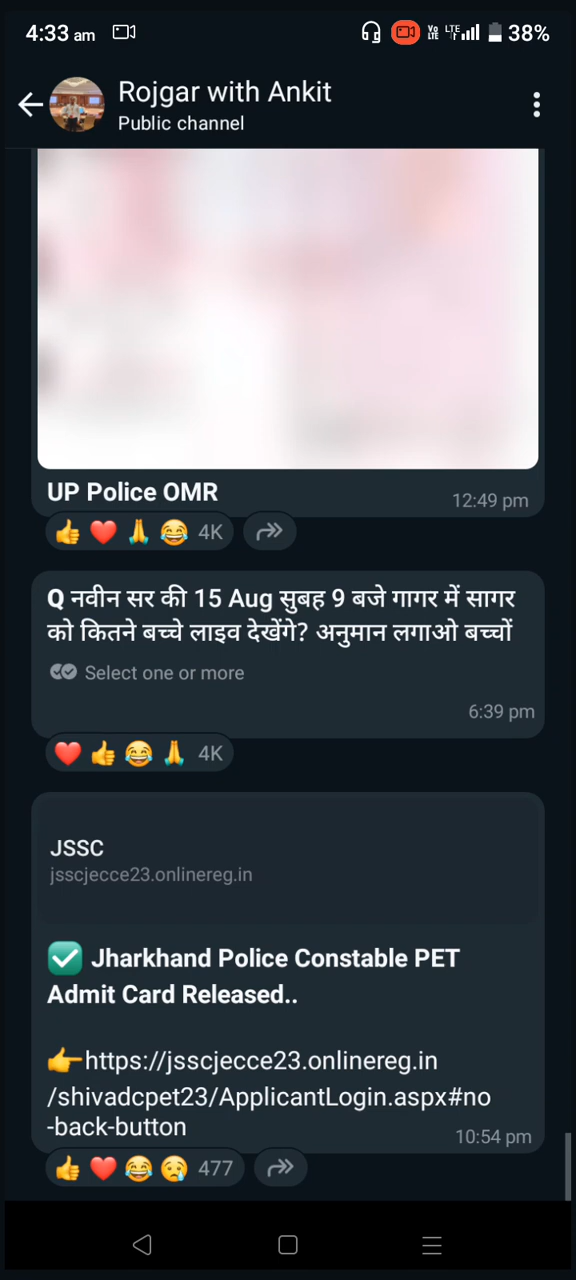 4:33 am
VoLTE LTE 38%
Rojgar with Ankit
Public channel
UP Police OMR
12:49 pm
4K
Q नवीन सर की 15 Aug सुबह 9 बजे गागर में सागर
को कितने बच्चे लाइव देखेंगे? अनुमान लगाओ बच्चों
Select one or more
6:39 pm
4K
JSSC
jsscjecce23.onlinereg.in
Jharkhand Police Constable PET
Admit Card Released..
https://jsscjecce23.onlinereg.in
/shivadcpet23/ApplicantLogin.aspx#no
-back-button
10:54 pm
477